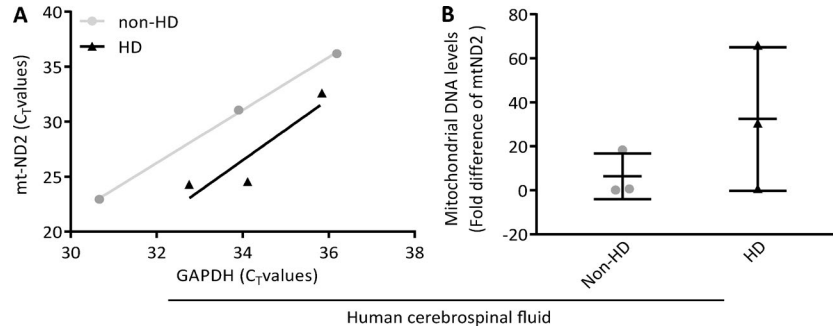 A
non-HD
HD
mt-ND2 (CTvalues)
40
35
30
25
20
30
32
34
36
38
GAPDH (CTvalues)
B
Mitochondrial DNA levels
(Fold difference of mtND2)
80
60
40
20
0
-20
Non-HD
HD
Human cerebrospinal fluid